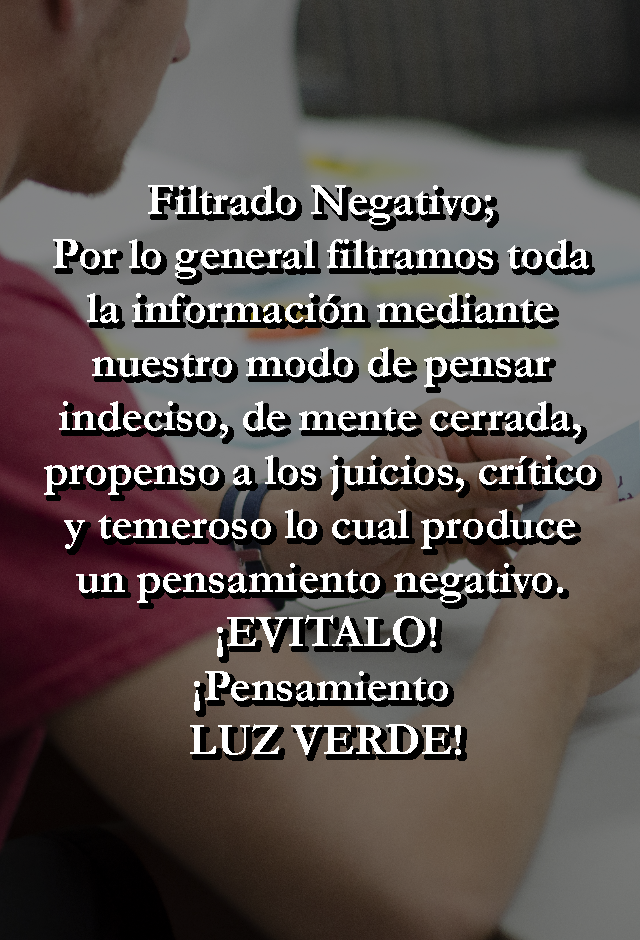 Filtrado Negativo;
Por lo general filtramos toda
la información mediante
nuestro modo de pensar
indeciso, de mente cerrada,
propenso a los juicios, crítico
y temeroso lo cual produce
un pensamiento negativo.
¡EVITALO!
¡Pensamiento
LUZ VERDE!